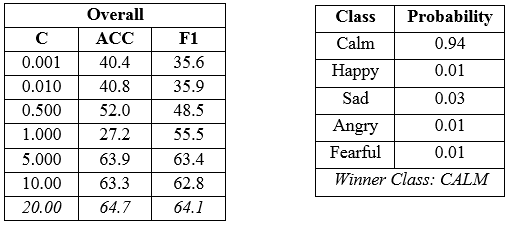 Overall
C ACC F1
0.001 40.4 35.6
0.010 40.8 35.9
0.500 52.0 48.5
1.000 27.2 55.5
5.000 63.9 63.4
10.00 63.3 62.8
20.00 64.7 64.1
Class Probability
Calm 0.94
Happy 0.01
Sad 0.03
Angry 0.01
Fearful 0.01
Winner Class: CALM